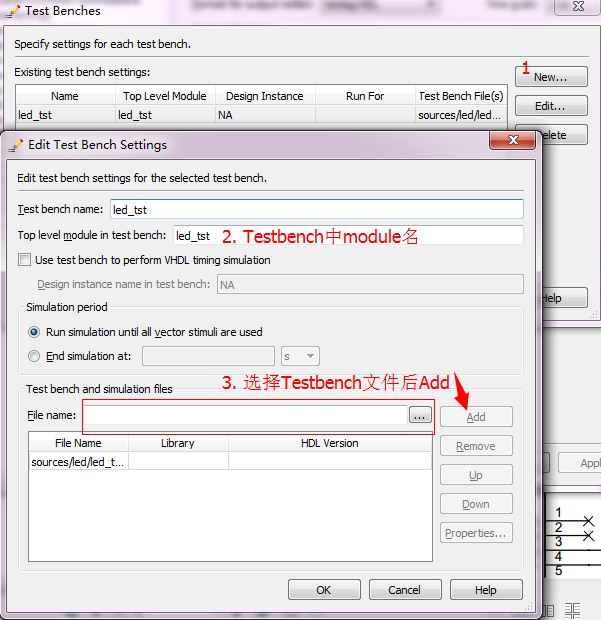 Test Benches
Specify settings for each test bench.
Existing test bench settings:
1
New...
Name Top Level Module Design Instance Run For Test Bench File(s)
led_tst led_tst NA sources/led/led...
Edit...
Edit Test Bench Settings
Edit test bench settings for the selected test bench.
Test bench name: led_tst
Top level module in test bench: led_tst 2. Testbench中module名
Use test bench to perform VHDL timing simulation
Design instance name in test bench: NA
Simulation period
Run simulation until all vector stimuli are used
End simulation at: s
3. 选择Testbench文件后Add
Test bench and simulation files
File name: ... Add
File Name Library HDL Version
Remove
sources/led/led_t...
Up
Down
Properties...
OK Cancel Help
1
2
3
4
5